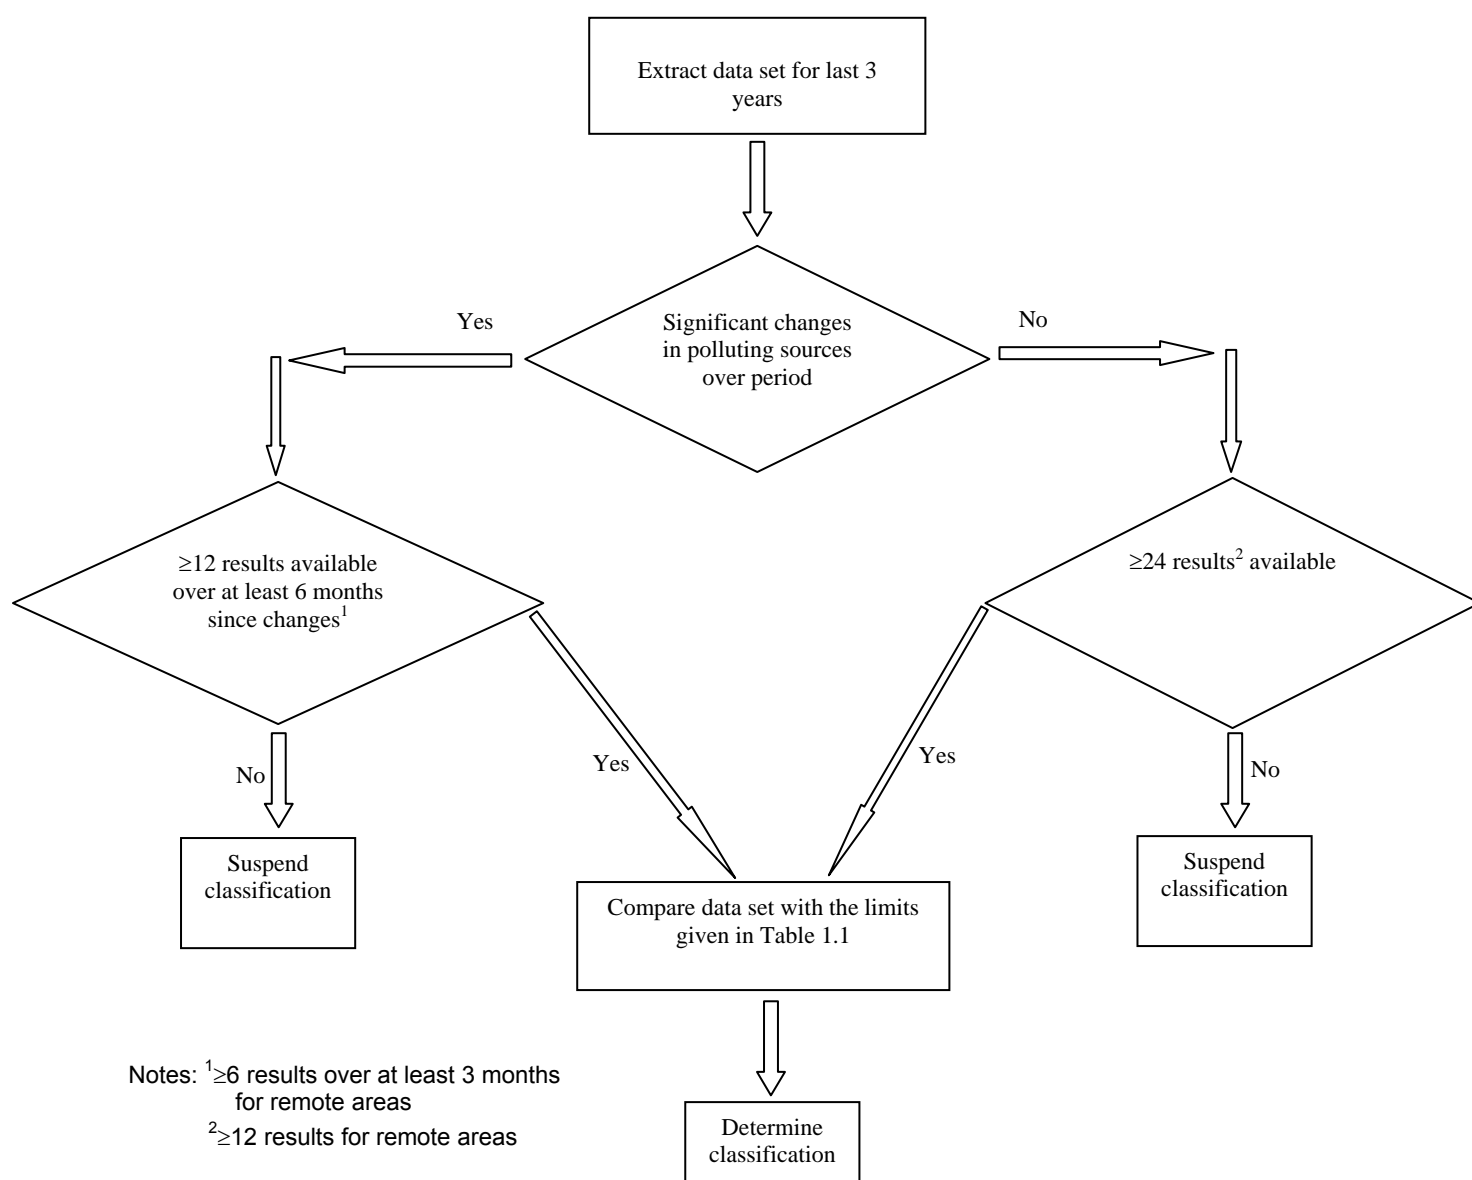 Extract data set for last 3
years
Yes
Significant changes
in polluting sources
over period
No
≥12 results available
over at least 6 months
since changes¹
≥24 results² available
No
Yes
Yes
No
Suspend
classification
Compare data set with the limits
given in Table 1.1
Suspend
classification
Notes: ¹≥6 results over at least 3 months
for remote areas
²≥12 results for remote areas
Determine
classification